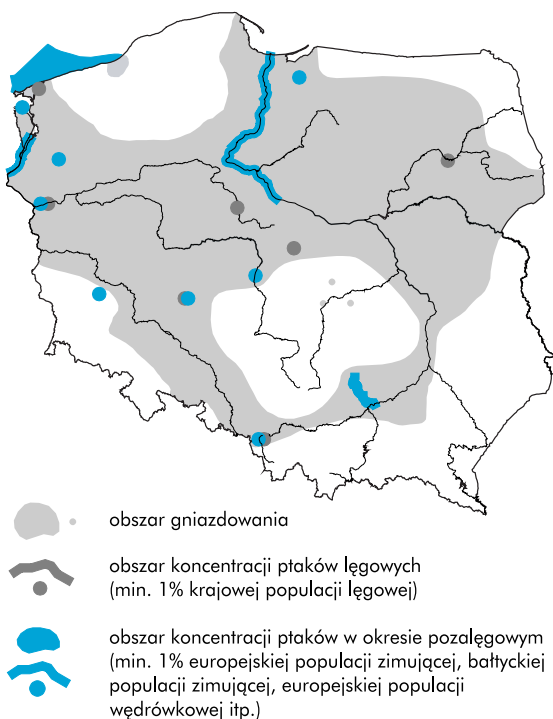 obszar gniazdowania
obszar koncentracji ptaków lęgowych
(min. 1% krajowej populacji lęgowej)
obszar koncentracji ptaków w okresie pozalęgowym
(min. 1% europejskiej populacji zimującej, bałtyckiej
populacji zimującej, europejskiej populacji
wędrówkowej itp.)